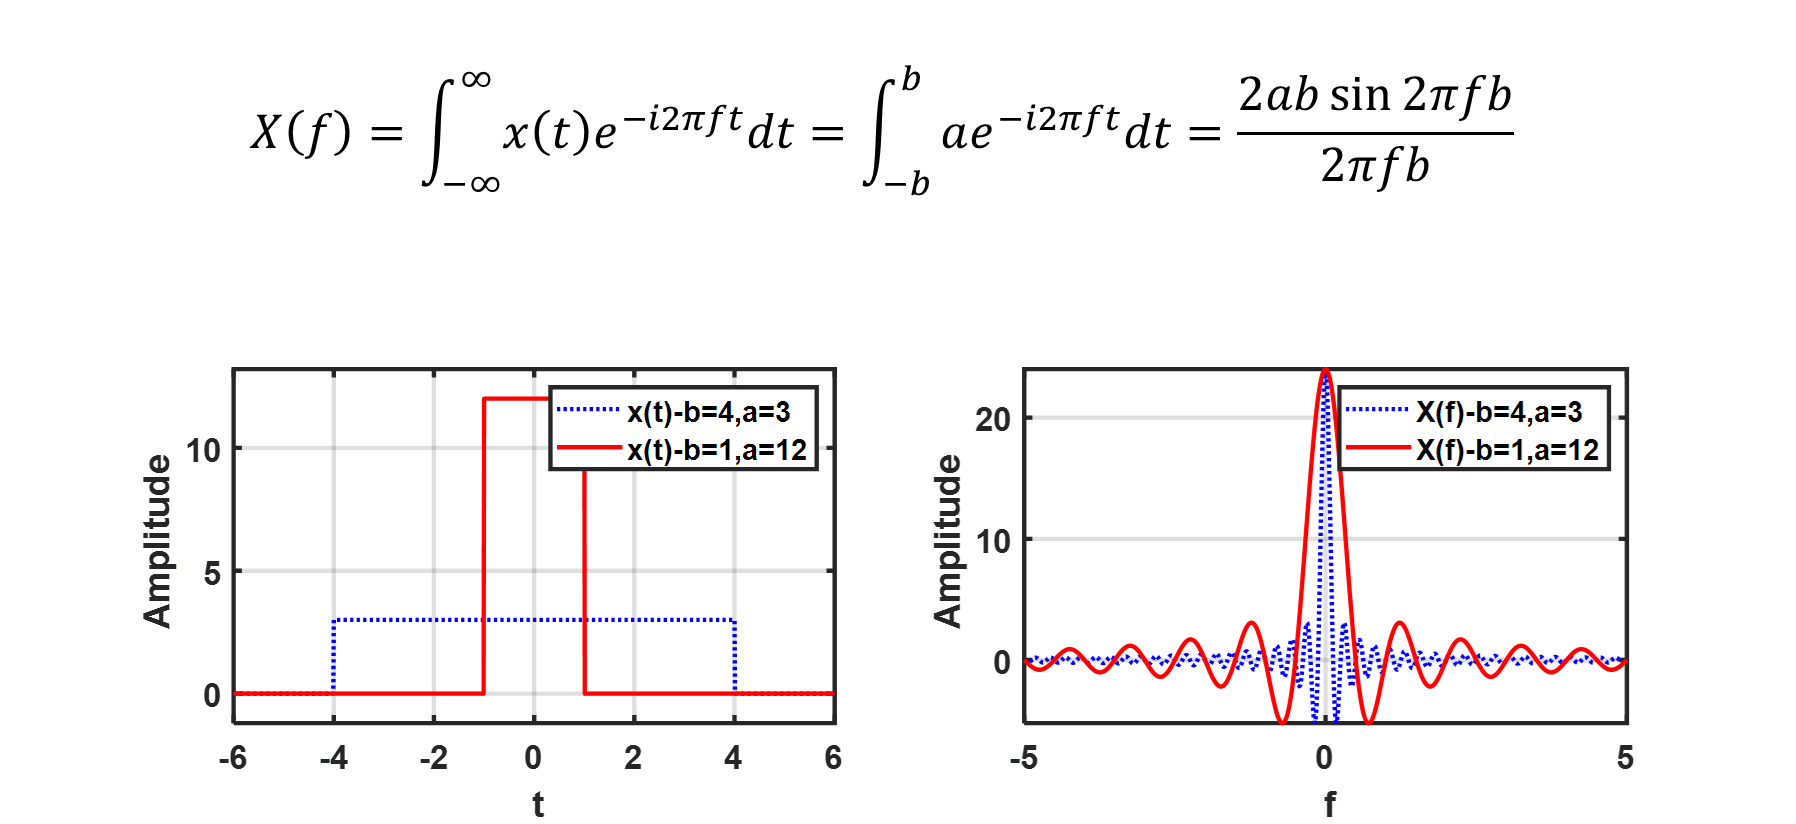 X(f) = ∫_{-∞}^{∞} x(t)e^{-i2πft}dt = ∫_{-b}^{b} ae^{-i2πft}dt = \frac{2ab sin 2πfb}{2πfb}
x(t)-b=4,a=3
x(t)-b=1,a=12
10
5
0
Amplitude
-6 -4 -2 0 2 4 6
t
X(f)-b=4,a=3
X(f)-b=1,a=12
20
10
0
Amplitude
-5 0 5
f